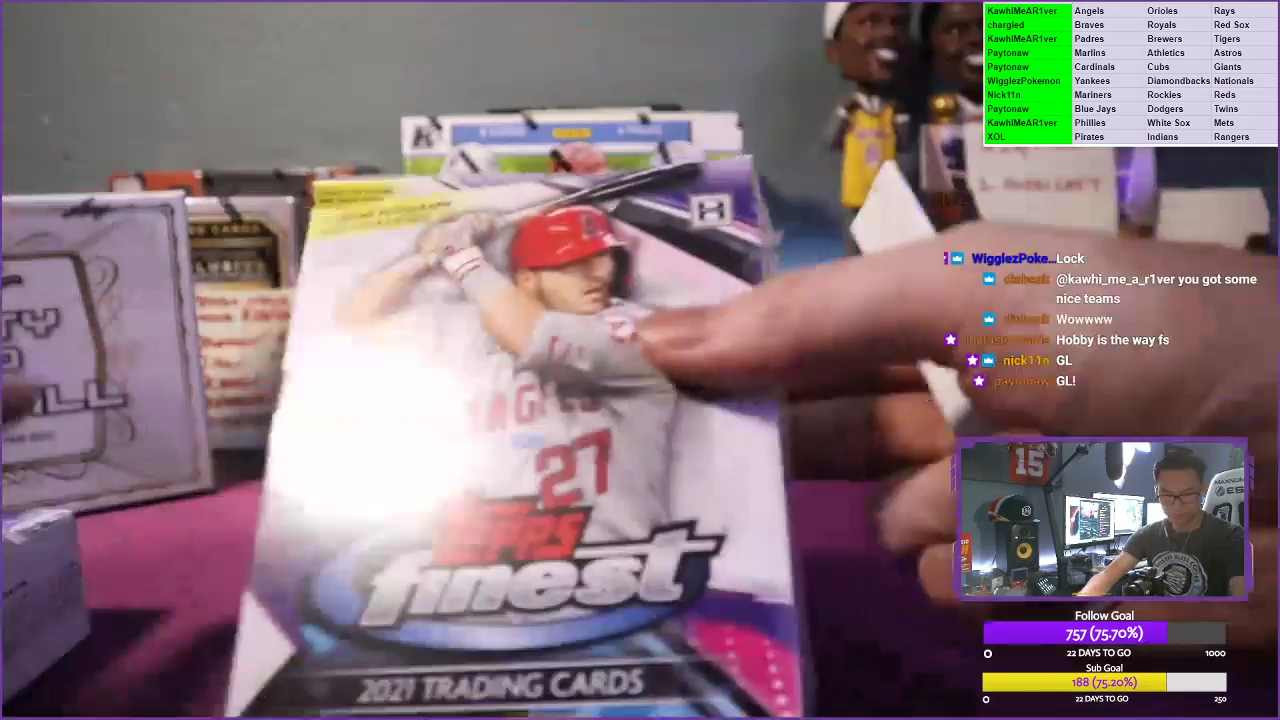 KawhiMeAR1ver Angels Orioles Rays
chargled Braves Royals Red Sox
KawhiMeAR1ver Padres Brewers Tigers
Paytonaw Marlins Athletics Astros
Paytonaw Cardinals Cubs Giants
WigglezPokemon Yankees Diamondbacks Nationals
Nick11n Mariners Rockies Reds
Paytonaw Blue Jays Dodgers Twins
KawhiMeAR1ver Phillies White Sox Mets
XOL Pirates Indians Rangers
H
27
TOPPS
finest
2021 TRADING CARDS
WigglezPoke... Lock
@kawhi_me_a_r1ver you got some
nice teams
Wowwww
Hobby is the way fs
nick11n GL
paytonaw GL!
15
Follow Goal
757 (75.70%)
0 22 DAYS TO GO 1000
Sub Goal
188 (75.20%)
0 22 DAYS TO GO 250